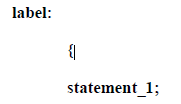 label:
{
statement_1;